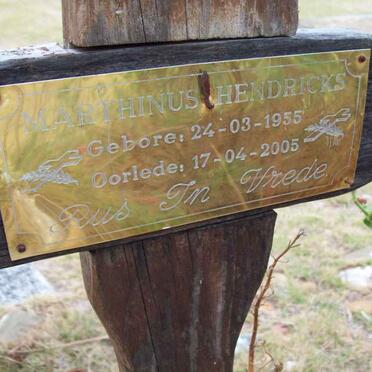 MARTHINUS HENDRICKS
Gebore: 24-03-1955
Oorlede: 17-04-2005
Rus In Vrede